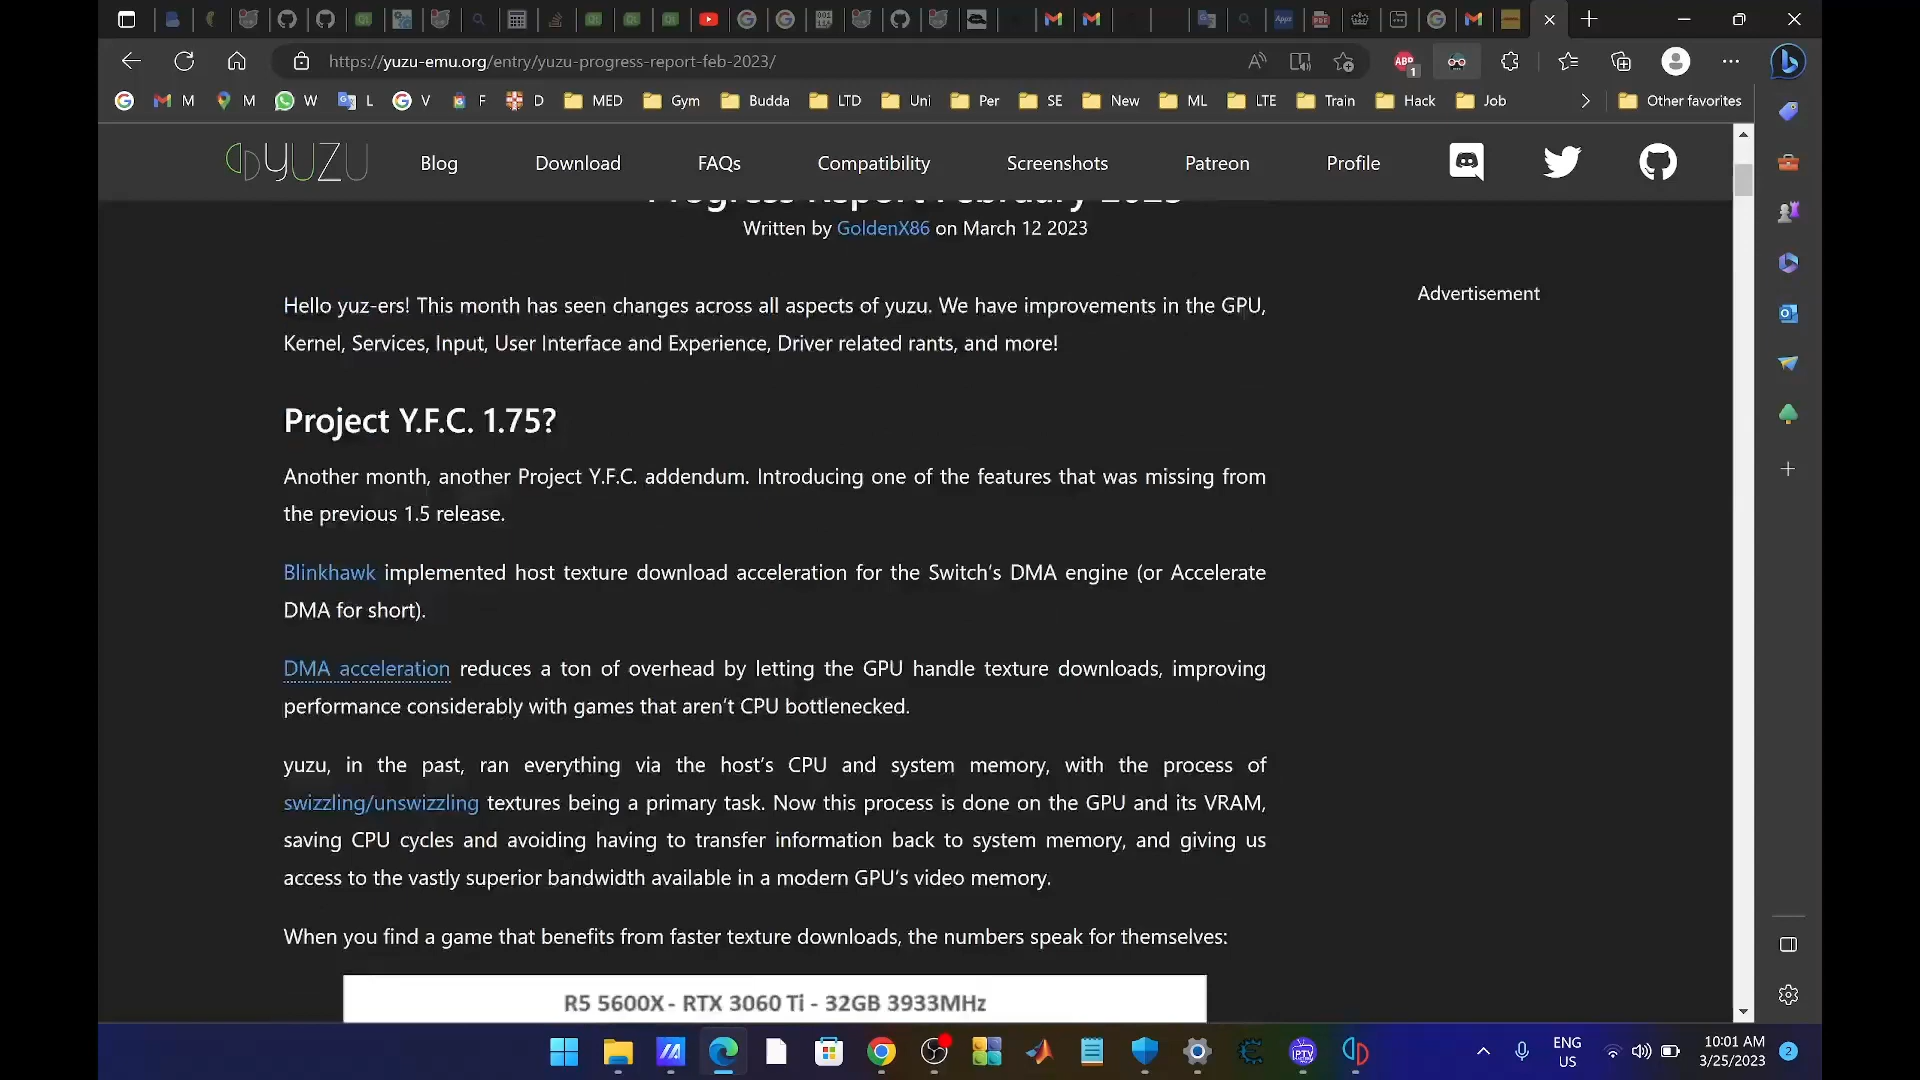 https://yuzu-emu.org/entry/yuzu-progress-report-feb-2023/
ABP
1
M
M
W
L
V
F
D
MED
Gym
Budda
LTD
Uni
Per
SE
New
ML
LTE
Train
Hack
Job
Other favorites
YUZU
Blog
Download
FAQs
Compatibility
Screenshots
Patreon
Profile
Progress Report February 2023
Written by GoldenX86 on March 12 2023
Advertisement
Hello yuz-ers! This month has seen changes across all aspects of yuzu. We have improvements in the GPU,
Kernel, Services, Input, User Interface and Experience, Driver related rants, and more!
Project Y.F.C. 1.75?
Another month, another Project Y.F.C. addendum. Introducing one of the features that was missing from
the previous 1.5 release.
Blinkhawk implemented host texture download acceleration for the Switch’s DMA engine (or Accelerate
DMA for short).
DMA acceleration reduces a ton of overhead by letting the GPU handle texture downloads, improving
performance considerably with games that aren’t CPU bottlenecked.
yuzu, in the past, ran everything via the host’s CPU and system memory, with the process of
swizzling/unswizzling textures being a primary task. Now this process is done on the GPU and its VRAM,
saving CPU cycles and avoiding having to transfer information back to system memory, and giving us
access to the vastly superior bandwidth available in a modern GPU’s video memory.
When you find a game that benefits from faster texture downloads, the numbers speak for themselves:
R5 5600X - RTX 3060 Ti - 32GB 3933MHz
IPTV
ENG
US
10:01 AM
3/25/2023
2